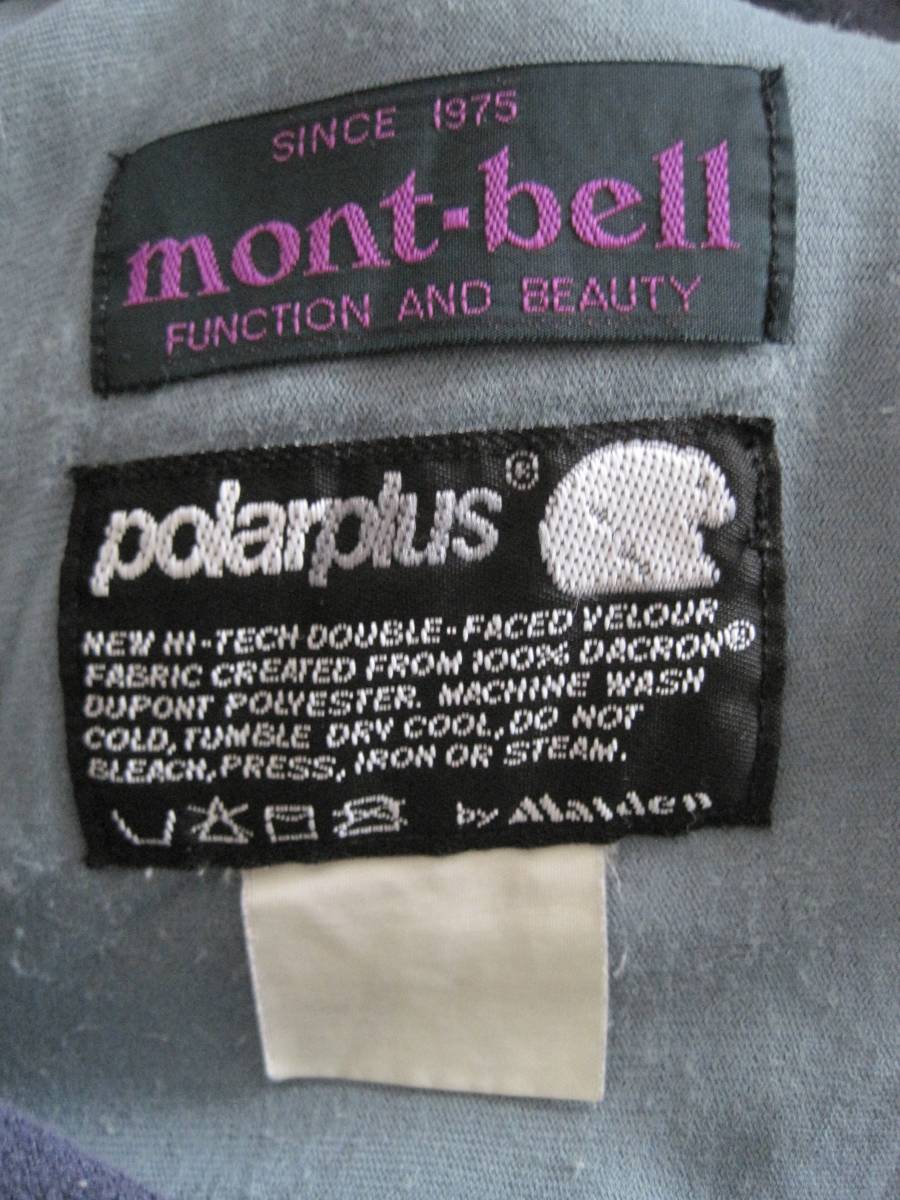 SINCE 1975
mont-bell
FUNCTION AND BEAUTY
polarplus®
NEW HI-TECH DOUBLE-FACED VELOUR
FABRIC CREATED FROM 100% DACRON®
DUPONT POLYESTER. MACHINE WASH
COLD, TUMBLE DRY COOL, DO NOT
BLEACH, PRESS, IRON OR STEAM.
by Malden